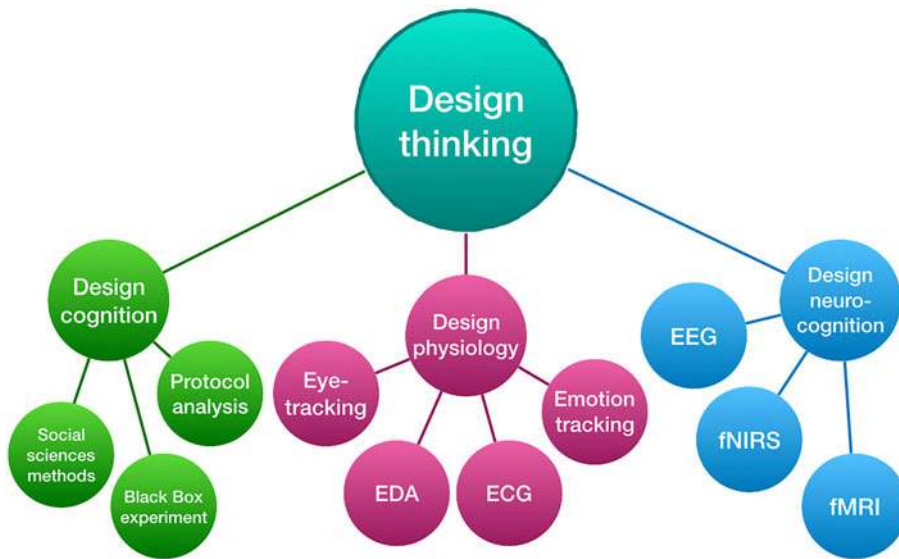 Design
thinking
Design
cognition
Protocol
analysis
Social
sciences
methods
Black Box
experiment
Design
physiology
Eye-
tracking
EDA
ECG
Emotion
tracking
Design
neuro-
cognition
EEG
fNIRS
fMRI